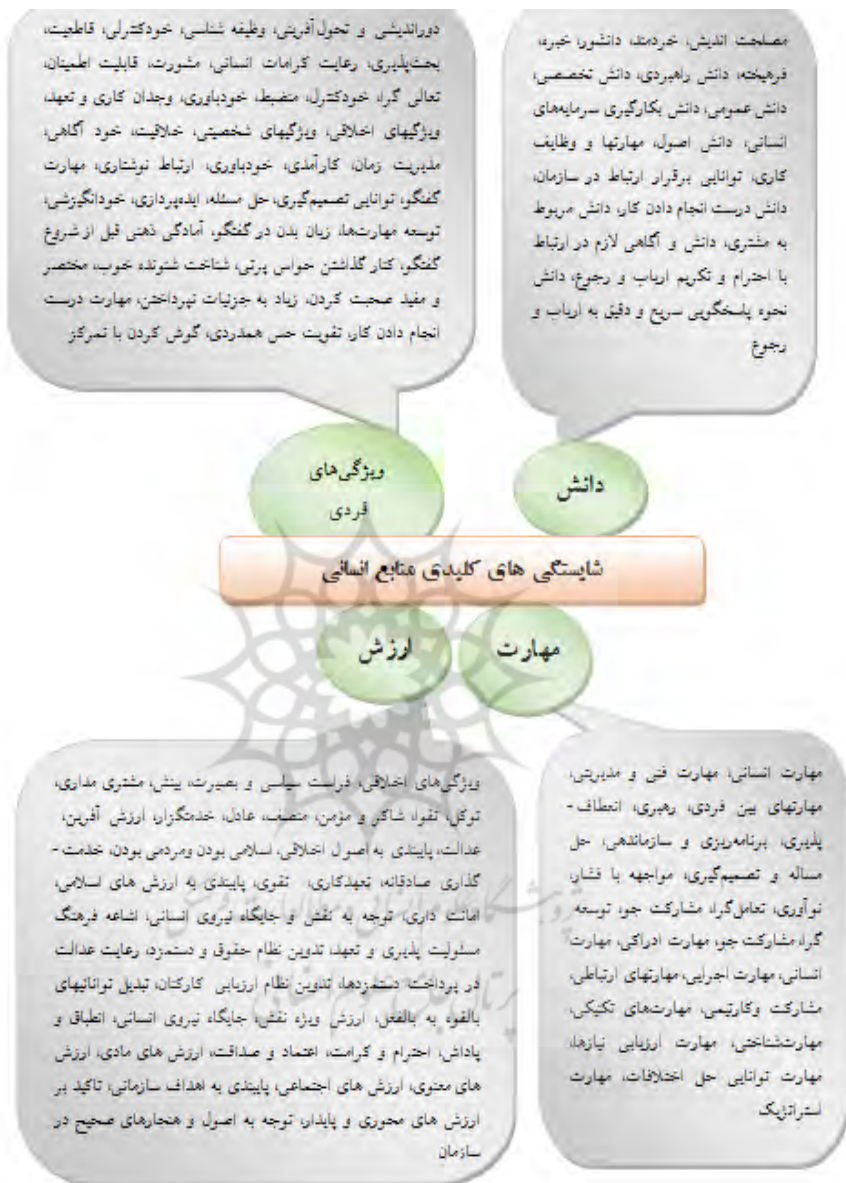 مصلحت اندیش، خردمند، دانشور، خبره،
فرهیخته، دانش راهبردی، دانش تخصصی،
دانش عمومی، دانش بکارگیری سرمایه‌های
انسانی، دانش اصول، مهارتها و وظایف
کاری، توانایی برقرار ارتباط در سازمان،
دانش درست انجام دادن کار، دانش مربوط
به مشتری، دانش و آگاهی لازم در ارتباط
با احترام و تکریم ارباب و رجوع، دانش
نحوه پاسخگویی سریع و دقیق به ارباب و
رجوع
دوراندیشی و تحول‌آفرینی، وظیفه شناسی، خودکنترلی، قاطعیت،
بحث‌پذیری، رعایت کرامات انسانی، مشورت، قابلیت اطمینان،
تعالی گرا، خودکنترل، منضبط، خودباوری، وجدان کاری و تعهد،
ویژگیهای اخلاقی، ویژگیهای شخصیتی، خلاقیت، خود آگاهی،
مدیریت زمان، کارآمدی، خودباوری، ارتباط نوشتاری، مهارت
گفتگو، توانایی تصمیم‌گیری، حل مسئله، ایده‌پردازی، خودانگیزشی،
توسعه مهارت‌ها، زبان بدن در گفتگو، آمادگی ذهنی قبل از شروع
گفتگو، کنار گذاشتن حواس پرتی، شناخت شنونده خوب، مختصر
و مفید صحبت کردن، زیاد به جزئیات نپرداختن، مهارت درست
انجام دادن کار، تقویت حس همدردی، گوش کردن با تمرکز
دانش
ویژگی‌های
فردی
شایستگی های کلیدی منابع انسانی
مهارت
ارزش
مهارت انسانی، مهارت فنی و مدیریتی،
مهارتهای بین فردی، رهبری، انعطاف-
پذیری، برنامه‌ریزی و سازماندهی، حل
مساله و تصمیم‌گیری، مواجهه با فشار،
نوآوری، تعامل‌گرا، مشارکت جو، توسعه
گرا، مشارکت جو، مهارت ادراکی، مهارت
انسانی، مهارت اجرایی، مهارتهای ارتباطی،
مشارکت وکارتیمی، مهارت‌های تکنیکی،
مهارت‌شناختی، مهارت ارزیابی نیازها،
مهارت توانایی حل اختلافات، مهارت
استراتژیک
ویژگی‌های اخلاقی، فراست سیاسی و بصیرت، بینش، مشتری مداری،
توکل، تقوا، شاکر و مؤمن، منصف، عادل، خدمتگزار، ارزش آفرین،
عدالت، پایبندی به اصول اخلاقی، اسلامی بودن ومردمی بودن، خدمت-
گذاری صادقانه، تعهدکاری، تقوی، پایبندی به ارزش های اسلامی،
امانت داری، توجه به نقش و جایگاه نیروی انسانی، اشاعه فرهنگ
مسئولیت پذیری و تعهد، تدوین نظام حقوق و دستمزد، رعایت عدالت
در پرداخت دستمزدها، تدوین نظام ارزیابی کارکنان، تبدیل توانائیهای
بالقوه به بالفعل، ارزش ویژه نقش، جایگاه نیروی انسانی، انطباق و
پاداش، احترام و کرامت، اعتماد و صداقت، ارزش های مادی، ارزش
های معنوی، ارزش های اجتماعی، پایبندی به اهداف سازمانی، تاکید بر
ارزش های محوری و پایدار، توجه به اصول و هنجارهای صحیح در
سازمان